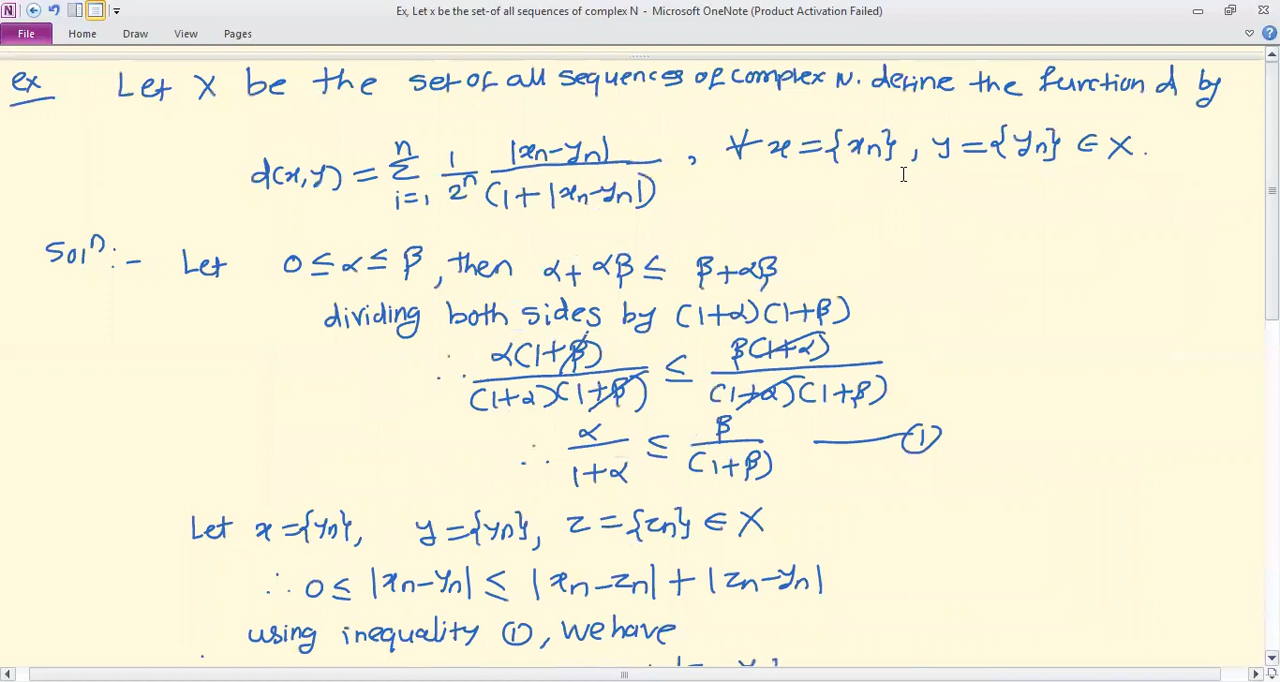 Ex, Let x be the set-of all sequences of complex N - Microsoft OneNote (Product Activation Failed)
File Home Draw View Pages
ex Let X be the set of all sequences of complex N. define the function d by
d(x,y) = n∑i=1 1/2^n |xn-yn|/(1+|xn-yn|) , ∀ x={xn}, y={yn} ∈ X.
Solⁿ:- Let 0≤α≤β, then α+αβ ≤ β+αβ
dividing both sides by (1+α)(1+β)
∴ α(1+β)/(1+α)(1+β) ≤ β(1+α)/(1+α)(1+β)
∴ α/1+α ≤ β/(1+β) —— ①
Let x={yn}, y={yn}, z={zn} ∈ X
∴ 0≤ |xn-yn| ≤ |xn-zn| + |zn-yn|
using inequality ①, we have